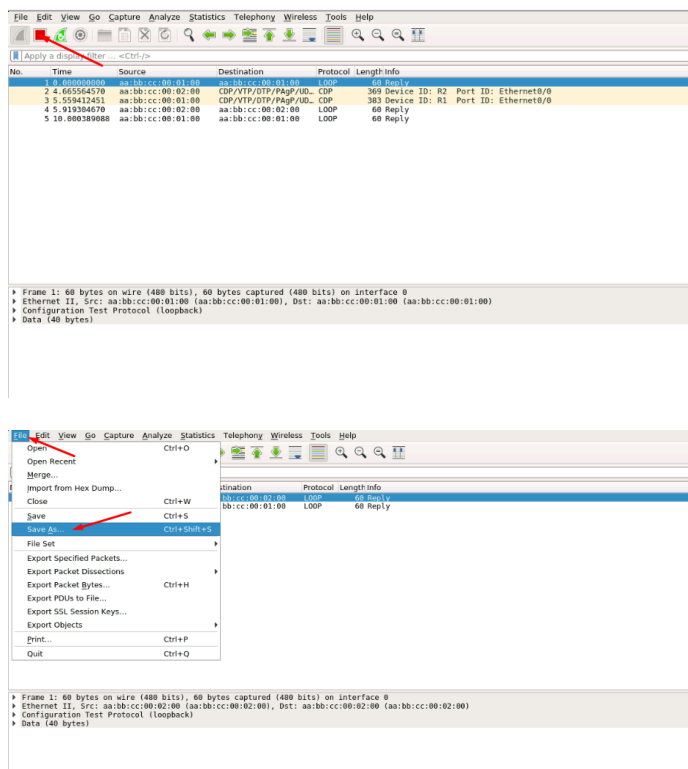 File Edit View Go Capture Analyze Statistics Telephony Wireless Tools Help
Apply a display filter ... <Ctrl-/>
No. Time Source Destination Protocol Length Info
1 0.000000000 aa:bb:cc:00:01:00 aa:bb:cc:00:01:00 LOOP 60 Reply
2 4.665564570 aa:bb:cc:00:02:00 CDP/VTP/DTP/PAgP/UD… CDP 369 Device ID: R2 Port ID: Ethernet0/0
3 5.559412451 aa:bb:cc:00:01:00 CDP/VTP/DTP/PAgP/UD… CDP 383 Device ID: R1 Port ID: Ethernet0/0
4 5.919304670 aa:bb:cc:00:02:00 aa:bb:cc:00:02:00 LOOP 60 Reply
5 10.000389088 aa:bb:cc:00:01:00 aa:bb:cc:00:01:00 LOOP 60 Reply
Frame 1: 60 bytes on wire (480 bits), 60 bytes captured (480 bits) on interface 0
Ethernet II, Src: aa:bb:cc:00:01:00 (aa:bb:cc:00:01:00), Dst: aa:bb:cc:00:01:00 (aa:bb:cc:00:01:00)
Configuration Test Protocol (loopback)
Data (40 bytes)
File Edit View Go Capture Analyze Statistics Telephony Wireless Tools Help
Open Ctrl+O
Open Recent
Merge...
Import from Hex Dump...
Close Ctrl+W
Save Ctrl+S
Save As... Ctrl+Shift+S
File Set
Export Specified Packets...
Export Packet Dissections
Export Packet Bytes... Ctrl+H
Export PDUs to File...
Export SSL Session Keys...
Export Objects
Print... Ctrl+P
Quit Ctrl+Q
stination Protocol Length Info
bb:cc:00:02:00 LOOP 60 Reply
bb:cc:00:01:00 LOOP 60 Reply
Frame 1: 60 bytes on wire (480 bits), 60 bytes captured (480 bits) on interface 0
Ethernet II, Src: aa:bb:cc:00:02:00 (aa:bb:cc:00:02:00), Dst: aa:bb:cc:00:02:00 (aa:bb:cc:00:02:00)
Configuration Test Protocol (loopback)
Data (40 bytes)